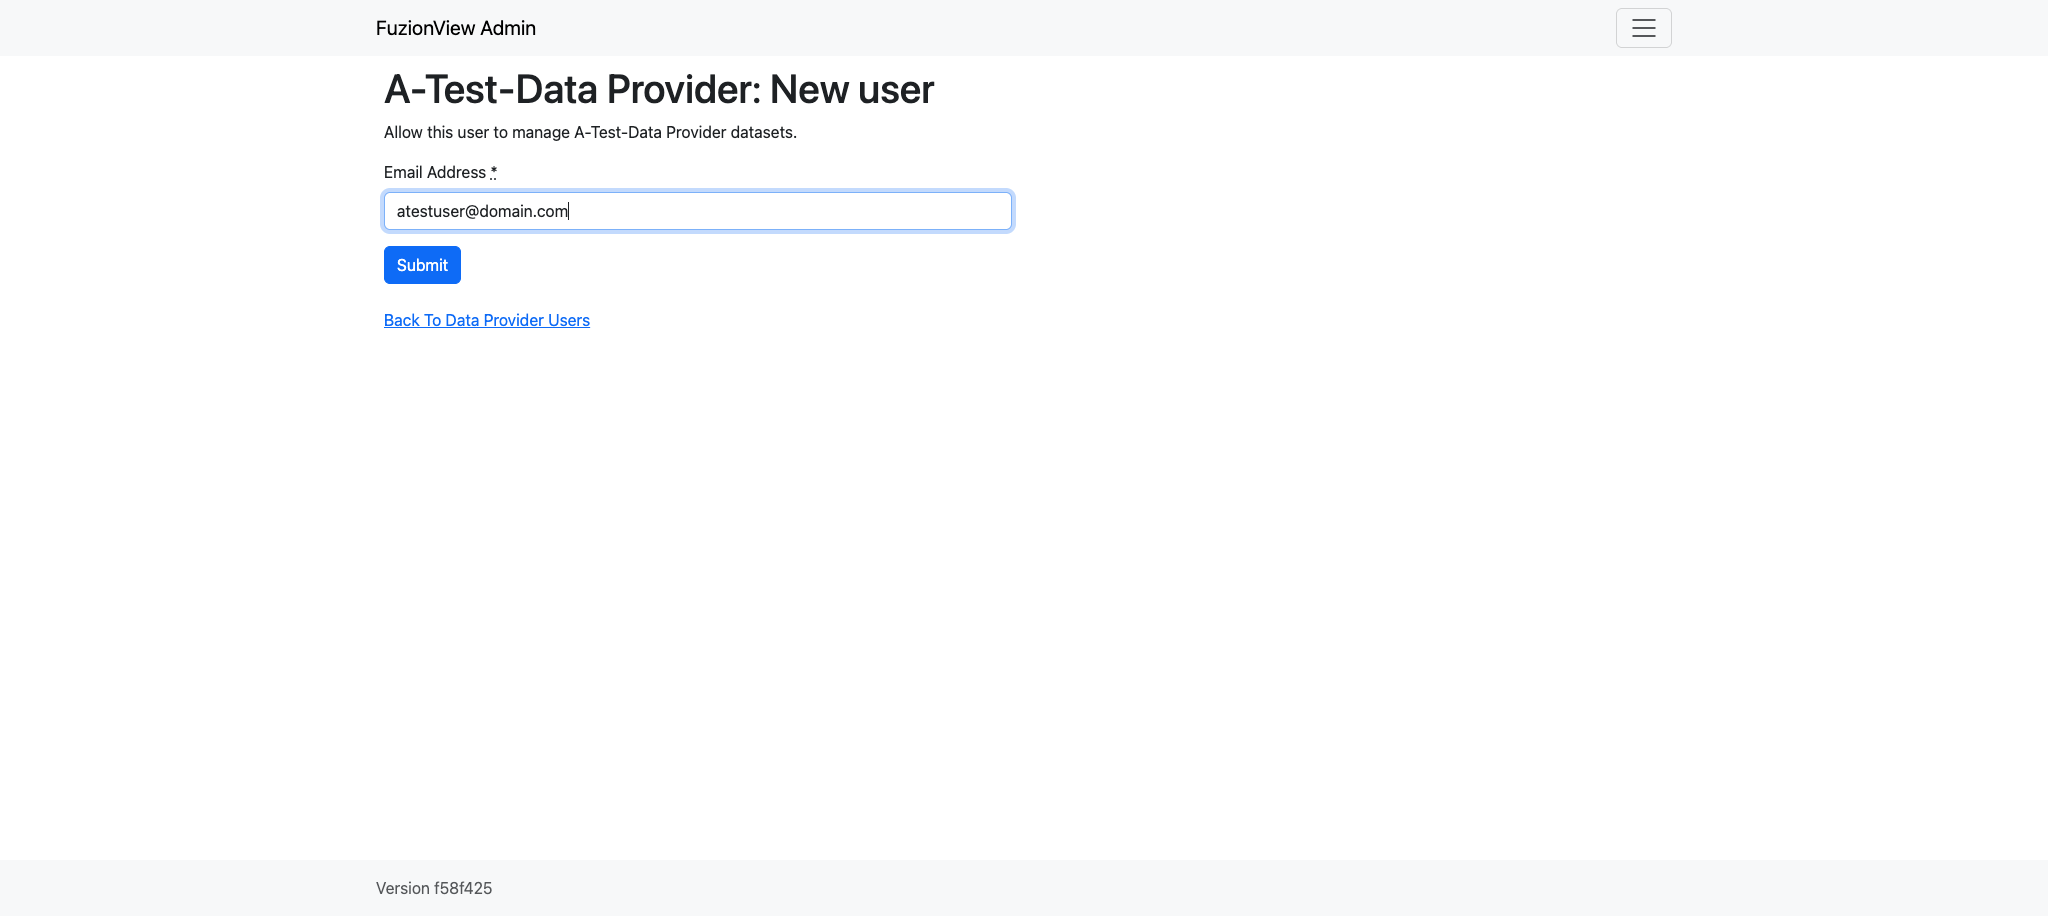 FuzionView Admin
A-Test-Data Provider: New user
Allow this user to manage A-Test-Data Provider datasets.
Email Address *
atestuser@domain.com
Submit
Back To Data Provider Users
Version f58f425